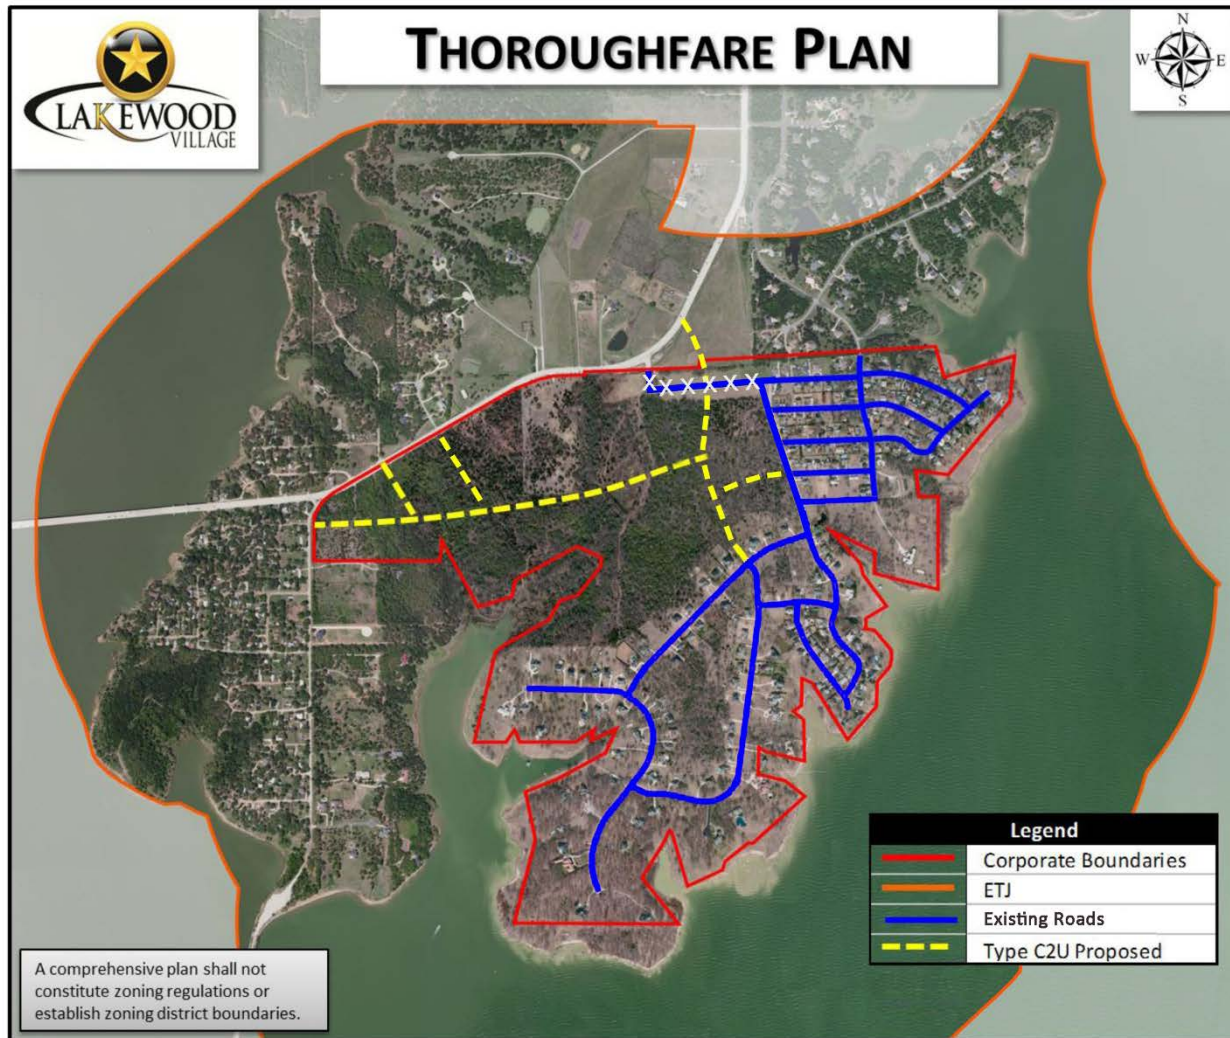 LAKEWOOD
VILLAGE
THOROUGHFARE PLAN
N
W E
S
X X X X X X
Legend
Corporate Boundaries
ETJ
Existing Roads
Type C2U Proposed
A comprehensive plan shall not
constitute zoning regulations or
establish zoning district boundaries.